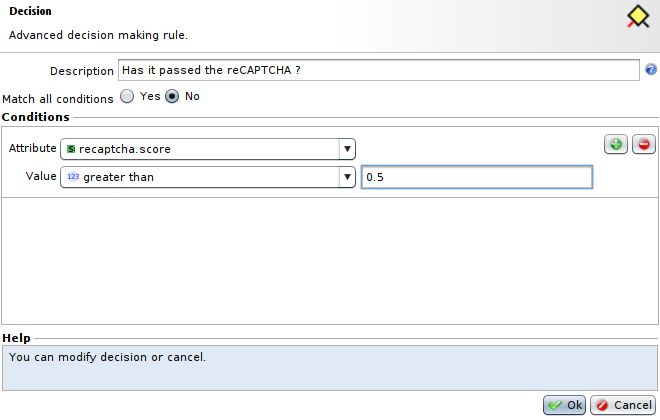 Decision
Advanced decision making rule.
Description Has it passed the reCAPTCHA ?
Match all conditions Yes No
Conditions
Attribute recaptcha.score
Value 123 greater than 0.5
Help
You can modify decision or cancel.
Ok Cancel